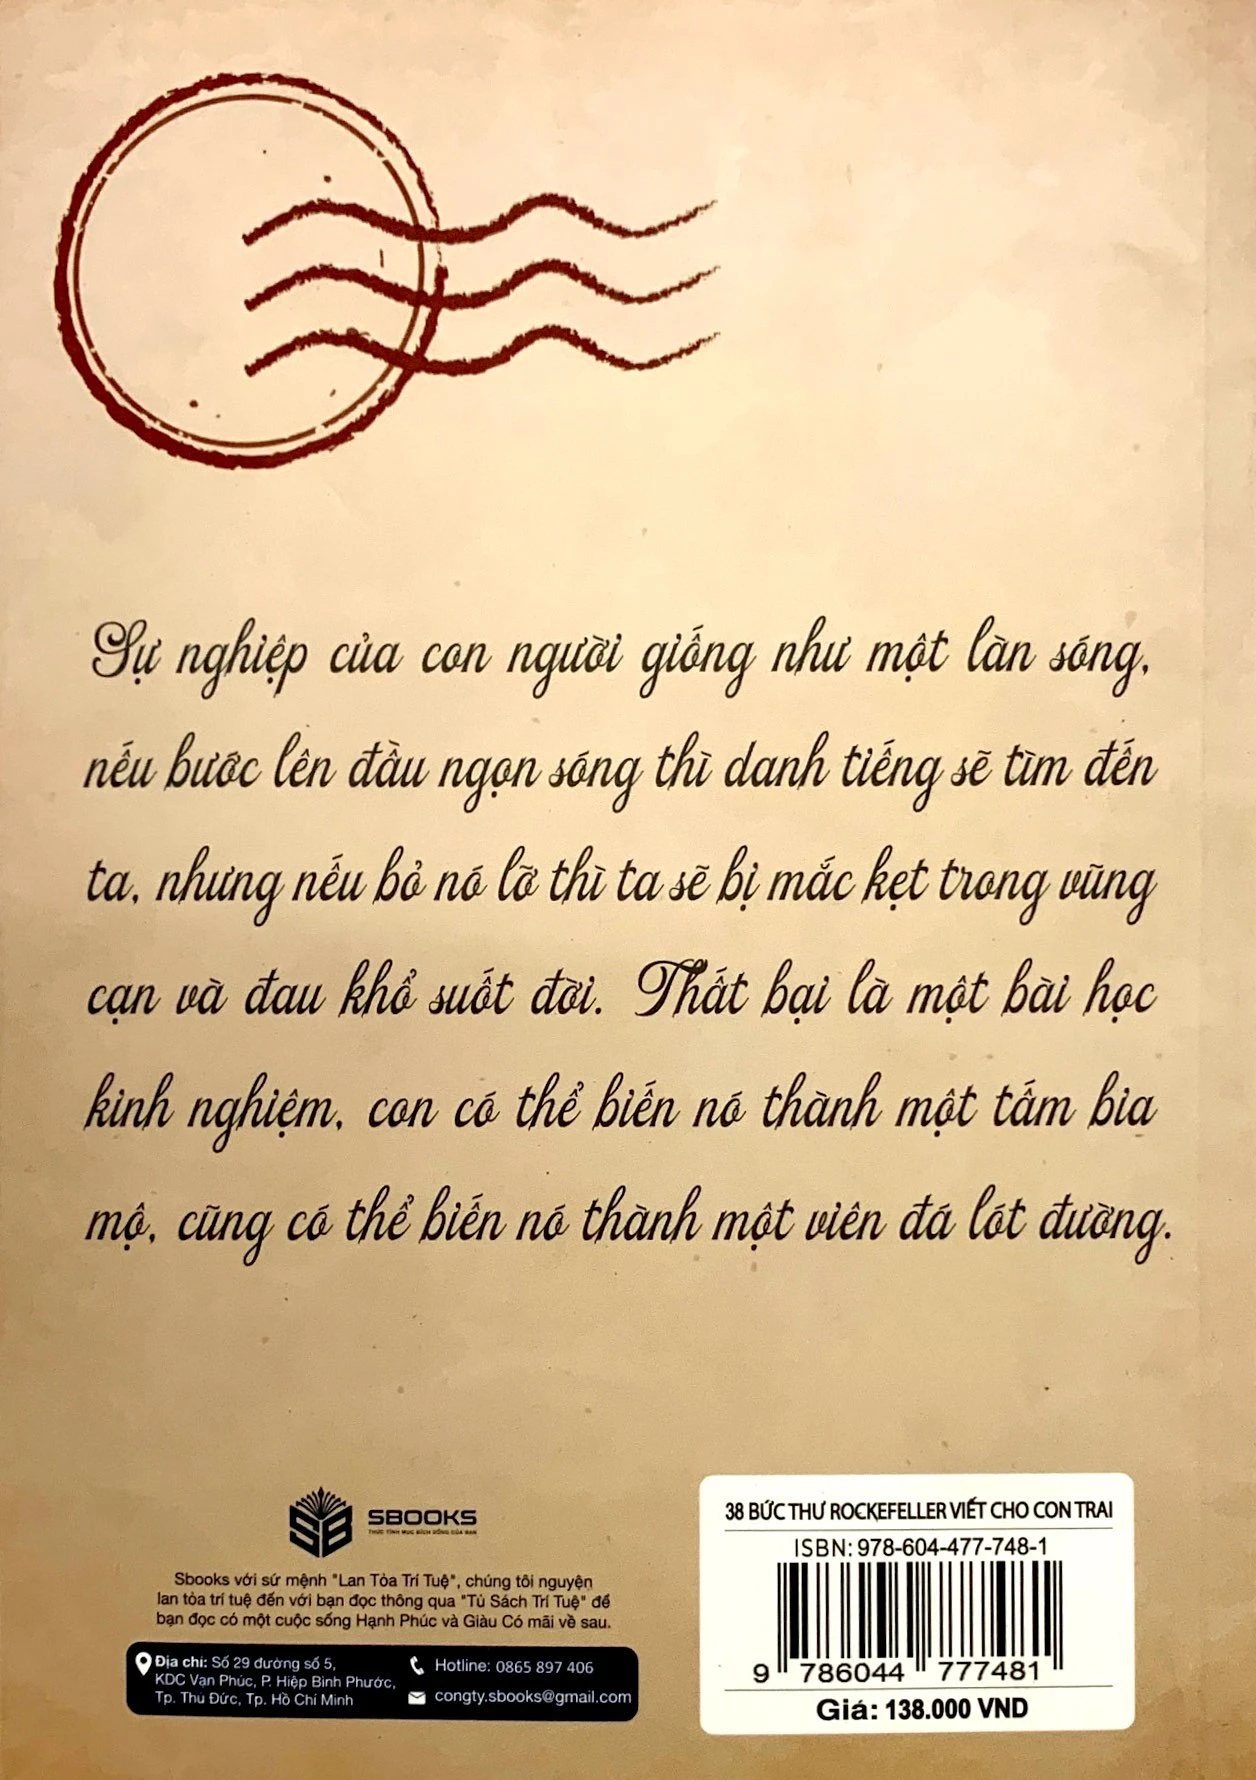 Sự nghiệp của con người giống như một làn sóng,
nếu bước lên đầu ngọn sóng thì danh tiếng sẽ tìm đến
ta, nhưng nếu bỏ nó lỡ thì ta sẽ bị mắc kẹt trong vũng
cạn và đau khổ suốt đời. Thất bại là một bài học
kinh nghiệm, con có thể biến nó thành một tấm bia
mộ, cũng có thể biến nó thành một viên đá lót đường.
SBOOKS
THỨC TỈNH MỤC ĐÍCH SỐNG CỦA BẠN
Sbooks với sứ mệnh "Lan Tỏa Trí Tuệ", chúng tôi nguyện
lan tỏa trí tuệ đến với bạn đọc thông qua "Tủ Sách Trí Tuệ" để
bạn đọc có một cuộc sống Hạnh Phúc và Giàu Có mãi về sau.
Địa chỉ: Số 29 đường số 5,
KDC Vạn Phúc, P. Hiệp Bình Phước,
Tp. Thủ Đức, Tp. Hồ Chí Minh
Hotline: 0865 897 406
congty.sbooks@gmail.com
38 BỨC THƯ ROCKEFELLER VIẾT CHO CON TRAI
ISBN: 978-604-477-748-1
9 786044 777481
Giá: 138.000 VND